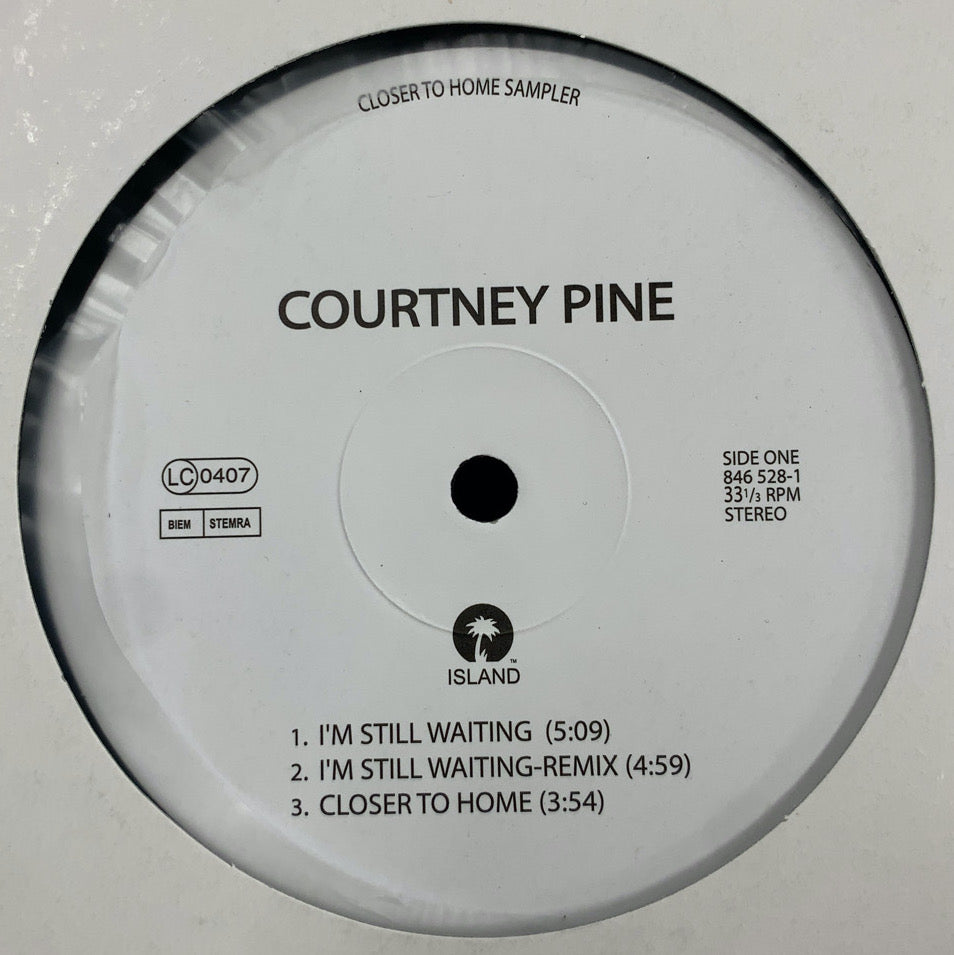 CLOSER TO HOME SAMPLER
COURTNEY PINE
LC 0407
BIEM STEMRA
SIDE ONE
846 528-1
33 1/3 RPM
STEREO
ISLAND™
1. I'M STILL WAITING (5:09)
2. I'M STILL WAITING-REMIX (4:59)
3. CLOSER TO HOME (3:54)